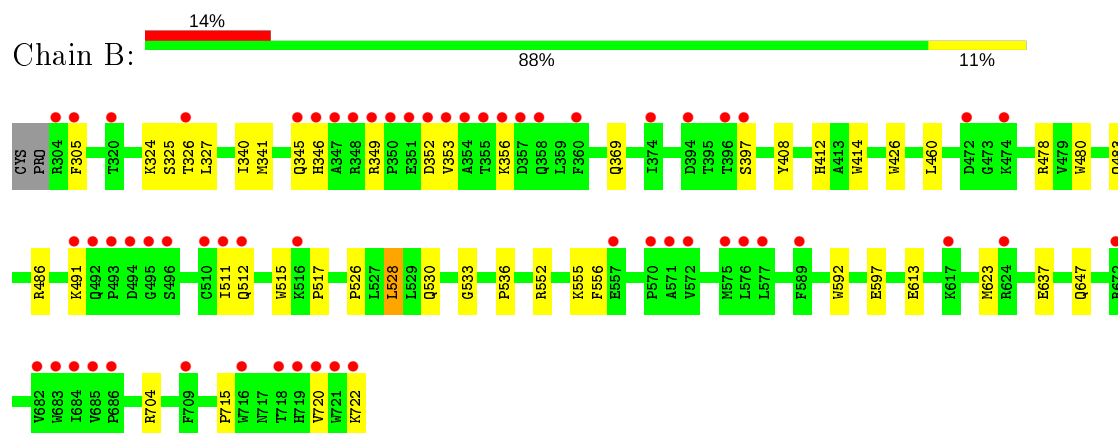 14%
Chain B:
88% 11%
CYS PRO R304 F305 T320 K324 S325 T326 L327 I340 M341 Q345 H346 A347 R348 R349 P350 E351 D352 V353 A354 T355 K356 D357 Q358 L359 F360 Q369 I374 D394 T395 T396 S397 Y408 H412 A413 W414 W426 L460 D472 G473 K474 R478 V479 W480 Q483
R486 K491 Q492 P493 D494 G495 S496 C510 I511 Q512 W515 K516 P517 P526 L527 L528 L529 Q530 G533 P536 R552 K555 F556 E557 P570 A571 V572 M575 L576 L577 F589 W592 E597 E613 K617 M623 R624 E637 Q647
V682 W683 I684 V685 P686 R704 F709 P715 W716 N717 T718 H719 V720 W721 K722